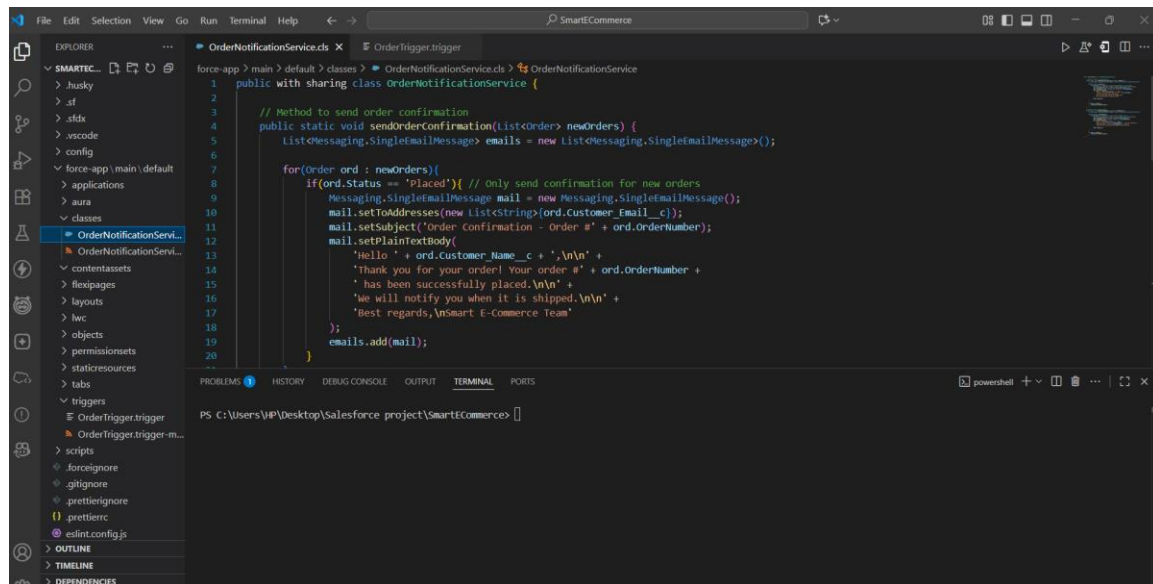 File Edit Selection View Go Run Terminal Help
SmartECommerce
EXPLORER
SMARTEC...
.husky
.sf
.sfdx
.vscode
config
force-app\main\default
applications
aura
classes
OrderNotificationServi...
OrderNotificationServi...
contentassets
flexipages
layouts
lwc
objects
permissionsets
staticresources
tabs
triggers
OrderTrigger.trigger
OrderTrigger.trigger-m...
scripts
.forceignore
.gitignore
.prettierignore
.prettierrc
eslint.config.js
OUTLINE
TIMELINE
DEPENDENCIES
OrderNotificationService.cls OrderTrigger.trigger
force-app > main > default > classes > OrderNotificationService.cls > OrderNotificationService
1 public with sharing class OrderNotificationService {
2
3 // Method to send order confirmation
4 public static void sendOrderConfirmation(List<Order> newOrders) {
5 List<Messaging.SingleEmailMessage> emails = new List<Messaging.SingleEmailMessage>();
6
7 for(Order ord : newOrders){
8 if(ord.Status == 'Placed'){ // Only send confirmation for new orders
9 Messaging.SingleEmailMessage mail = new Messaging.SingleEmailMessage();
10 mail.setToAddresses(new List<String>{ord.Customer_Email__c});
11 mail.setSubject('Order Confirmation - Order #' + ord.OrderNumber);
12 mail.setPlainTextBody(
13 'Hello ' + ord.Customer_Name__c + ',\n\n' +
14 'Thank you for your order! Your order #' + ord.OrderNumber +
15 ' has been successfully placed.\n\n' +
16 'We will notify you when it is shipped.\n\n' +
17 'Best regards,\nSmart E-Commerce Team'
18 );
19 emails.add(mail);
20 }
PROBLEMS 1 HISTORY DEBUG CONSOLE OUTPUT TERMINAL PORTS
powershell
PS C:\Users\HP\Desktop\Salesforce project\SmartECommerce>